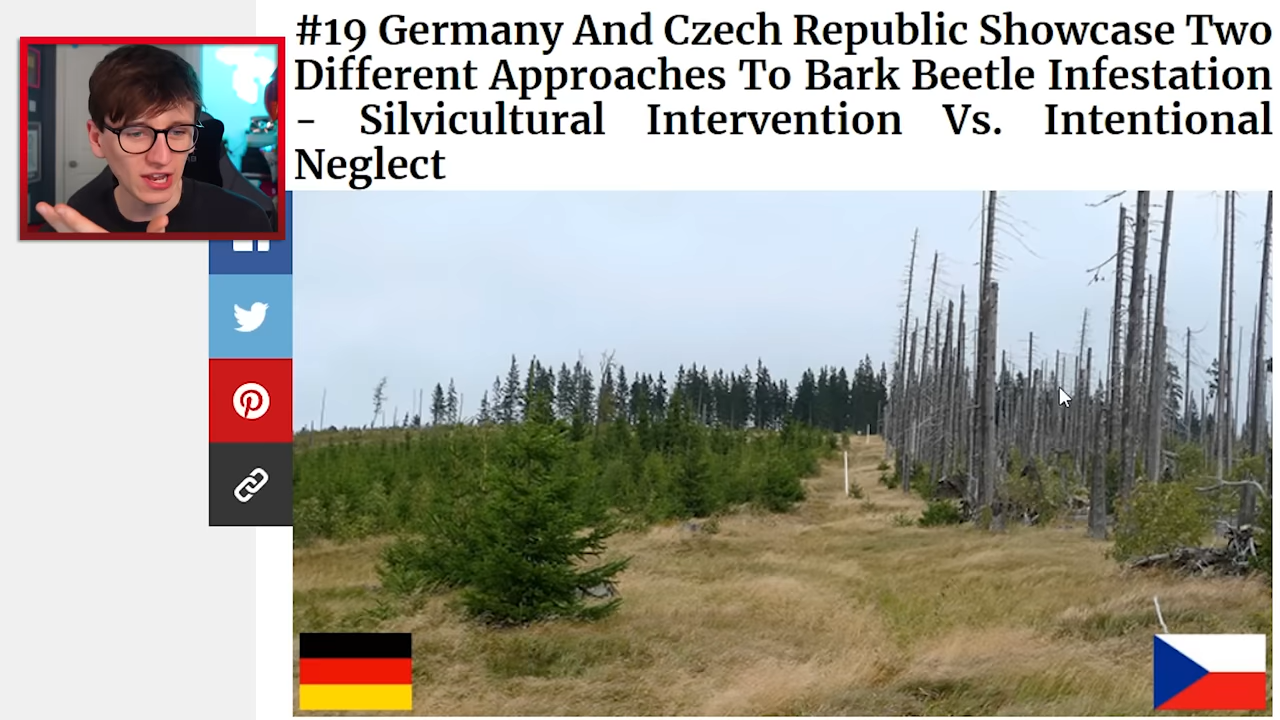 #19 Germany And Czech Republic Showcase Two
Different Approaches To Bark Beetle Infestation
- Silvicultural Intervention Vs. Intentional
Neglect